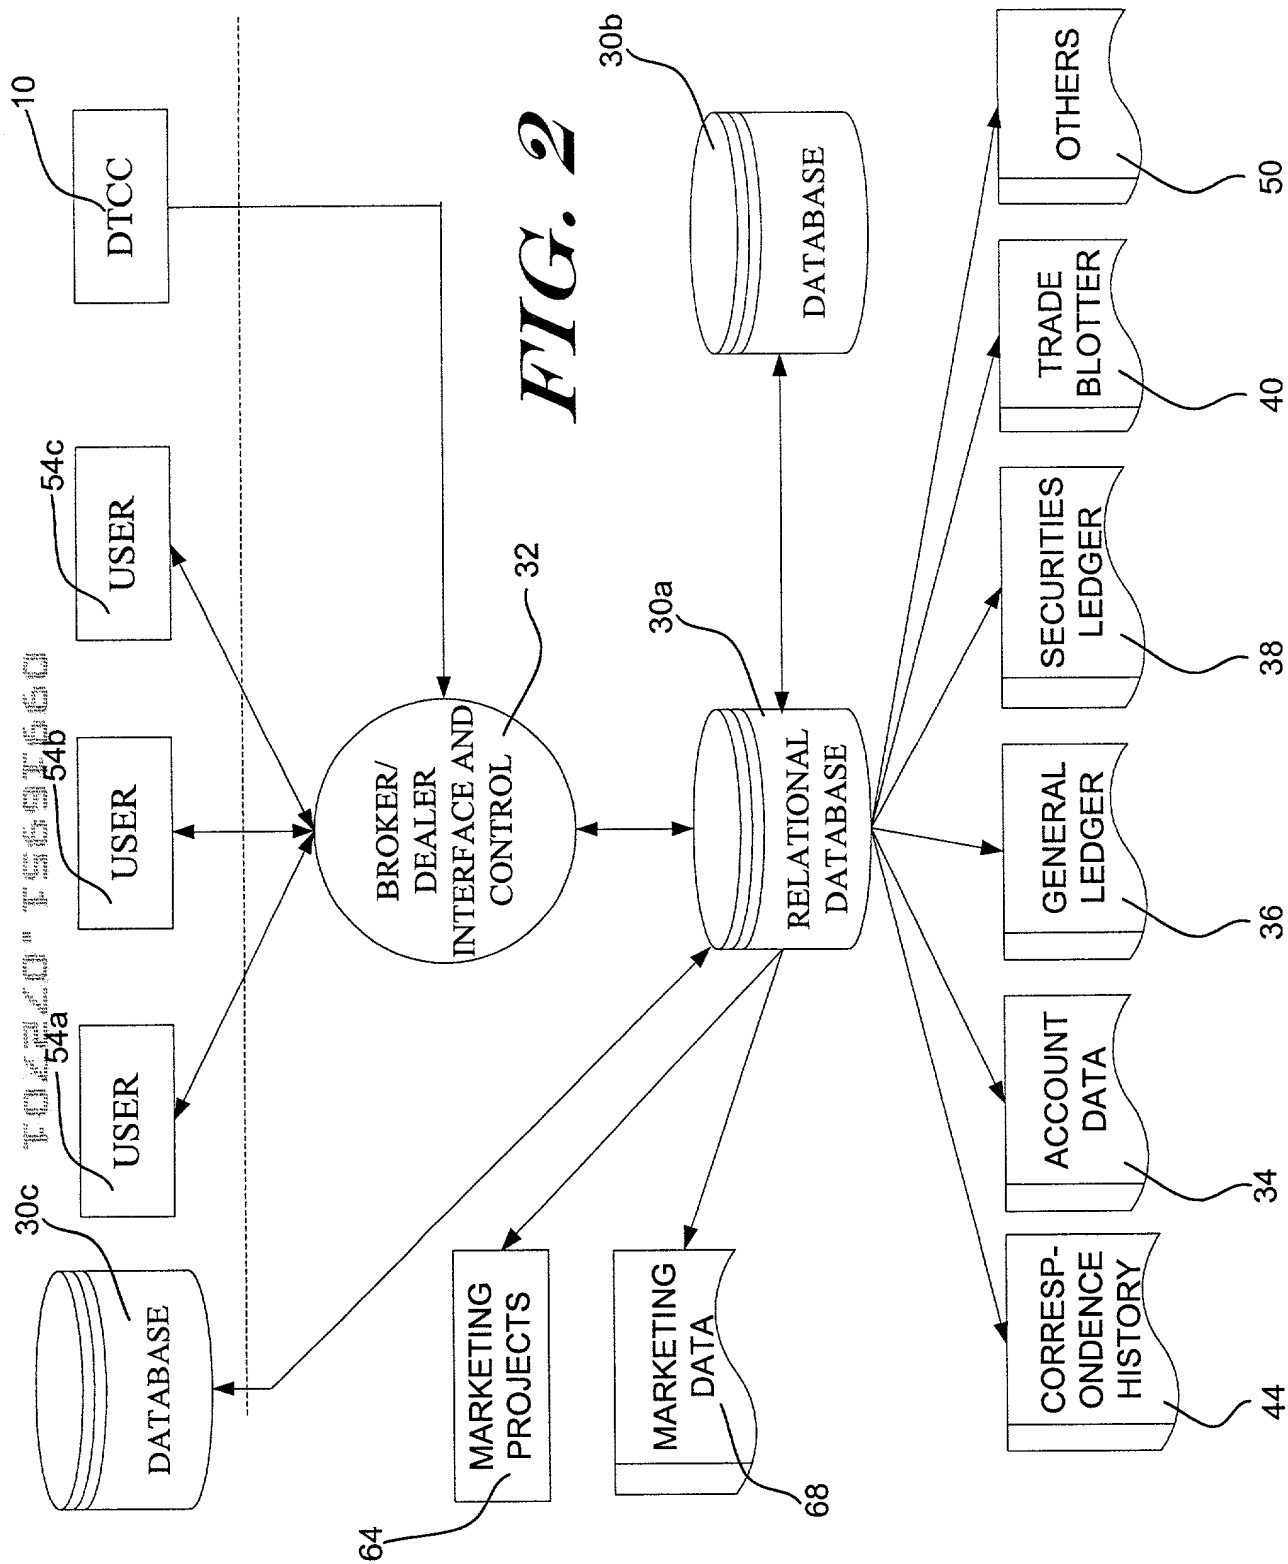 30c
DATABASE
54a
USER
54b
USER
54c
USER
10
DTCC
BROKER/
DEALER
INTERFACE AND
CONTROL
32
FIG. 2
64
MARKETING
PROJECTS
68
MARKETING
DATA
30a
RELATIONAL
DATABASE
30b
DATABASE
CORRESP-
ONDENCE
HISTORY
44
ACCOUNT
DATA
34
GENERAL
LEDGER
36
SECURITIES
LEDGER
38
TRADE
BLOTTER
40
OTHERS
50